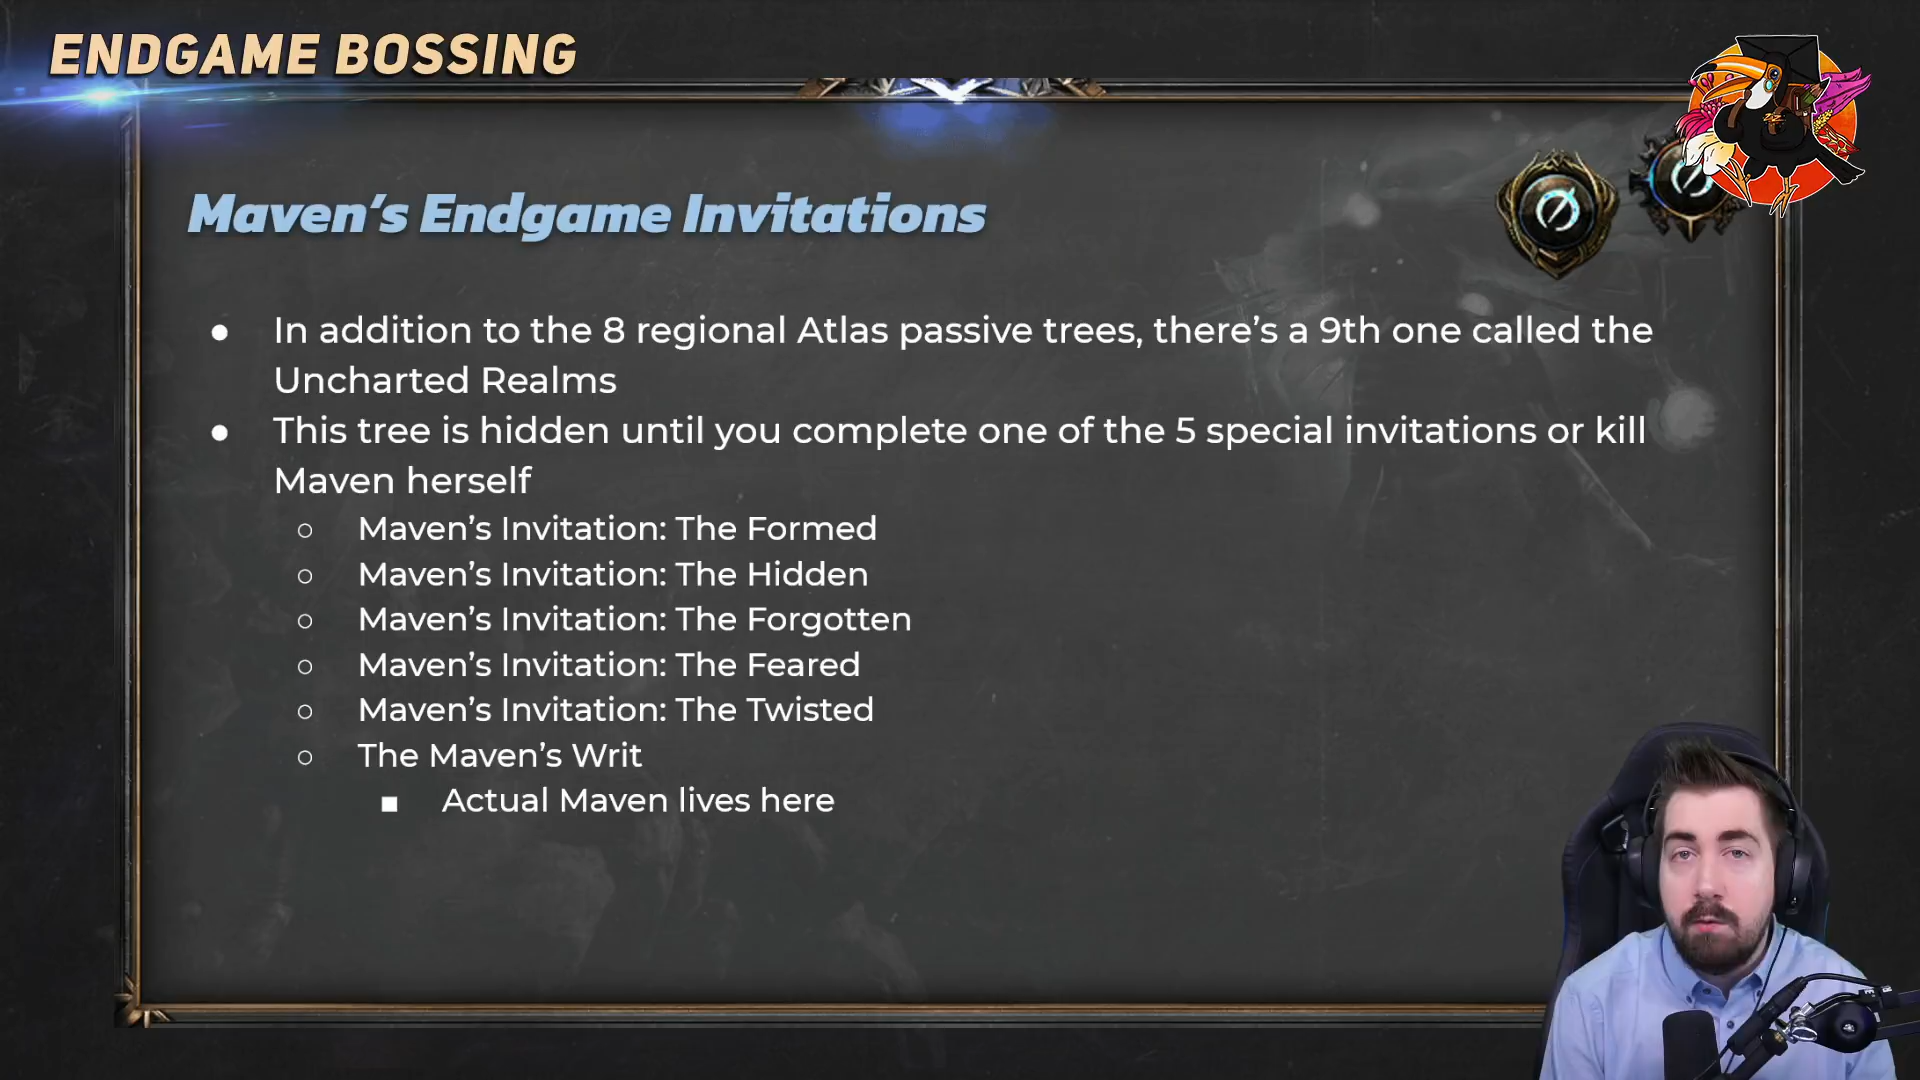 ENDGAME BOSSING
Maven’s Endgame Invitations
● In addition to the 8 regional Atlas passive trees, there’s a 9th one called the
Uncharted Realms
● This tree is hidden until you complete one of the 5 special invitations or kill
Maven herself
○ Maven’s Invitation: The Formed
○ Maven’s Invitation: The Hidden
○ Maven’s Invitation: The Forgotten
○ Maven’s Invitation: The Feared
○ Maven’s Invitation: The Twisted
○ The Maven’s Writ
■ Actual Maven lives here